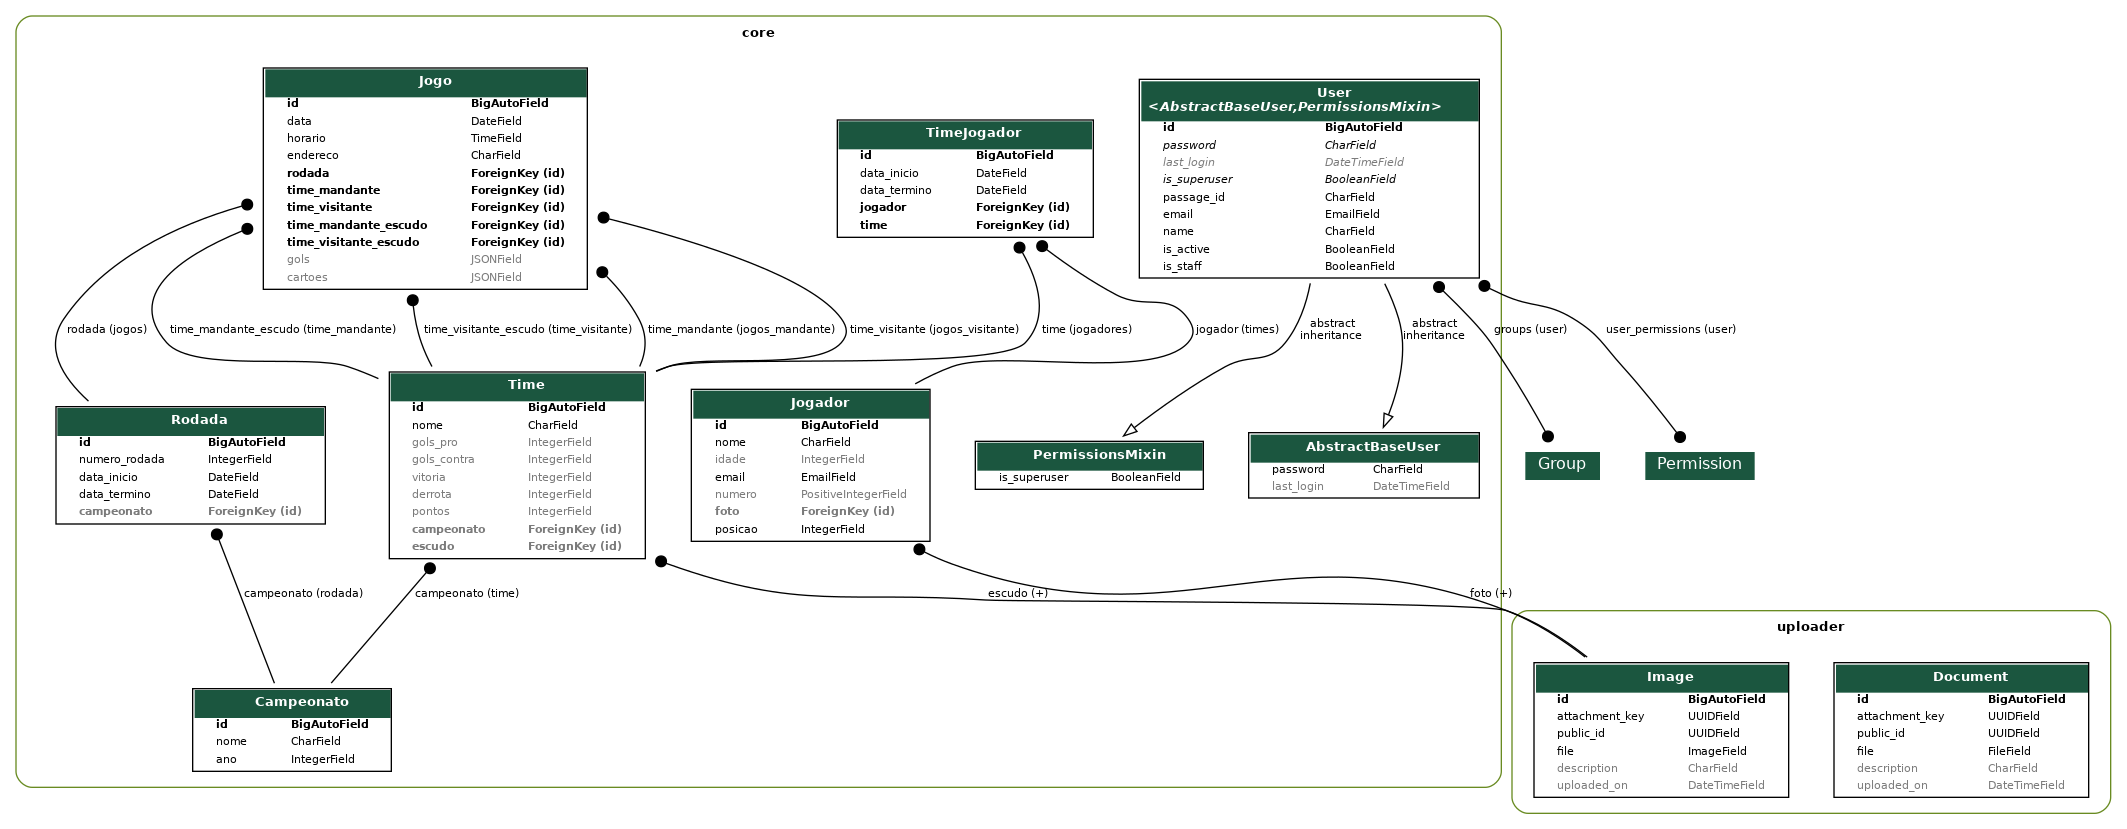 core
Jogo
id BigAutoField
data DateField
horario TimeField
endereco CharField
rodada ForeignKey (id)
time_mandante ForeignKey (id)
time_visitante ForeignKey (id)
time_mandante_escudo ForeignKey (id)
time_visitante_escudo ForeignKey (id)
gols JSONField
cartoes JSONField
TimeJogador
id BigAutoField
data_inicio DateField
data_termino DateField
jogador ForeignKey (id)
time ForeignKey (id)
User
<AbstractBaseUser,PermissionsMixin>
id BigAutoField
password CharField
last_login DateTimeField
is_superuser BooleanField
passage_id CharField
email EmailField
name CharField
is_active BooleanField
is_staff BooleanField
rodada (jogos)
time_mandante_escudo (time_mandante)
time_visitante_escudo (time_visitante)
time_mandante (jogos_mandante)
time_visitante (jogos_visitante)
time (jogadores)
jogador (times)
abstract
inheritance
abstract
inheritance
groups (user)
user_permissions (user)
Rodada
id BigAutoField
numero_rodada IntegerField
data_inicio DateField
data_termino DateField
campeonato ForeignKey (id)
Time
id BigAutoField
nome CharField
gols_pro IntegerField
gols_contra IntegerField
vitoria IntegerField
derrota IntegerField
pontos IntegerField
campeonato ForeignKey (id)
escudo ForeignKey (id)
Jogador
id BigAutoField
nome CharField
idade IntegerField
email EmailField
numero PositiveIntegerField
foto ForeignKey (id)
posicao IntegerField
PermissionsMixin
is_superuser BooleanField
AbstractBaseUser
password CharField
last_login DateTimeField
Group
Permission
campeonato (rodada)
campeonato (time)
escudo (+)
foto (+)
Campeonato
id BigAutoField
nome CharField
ano IntegerField
uploader
Image
id BigAutoField
attachment_key UUIDField
public_id UUIDField
file ImageField
description CharField
uploaded_on DateTimeField
Document
id BigAutoField
attachment_key UUIDField
public_id UUIDField
file FileField
description CharField
uploaded_on DateTimeField